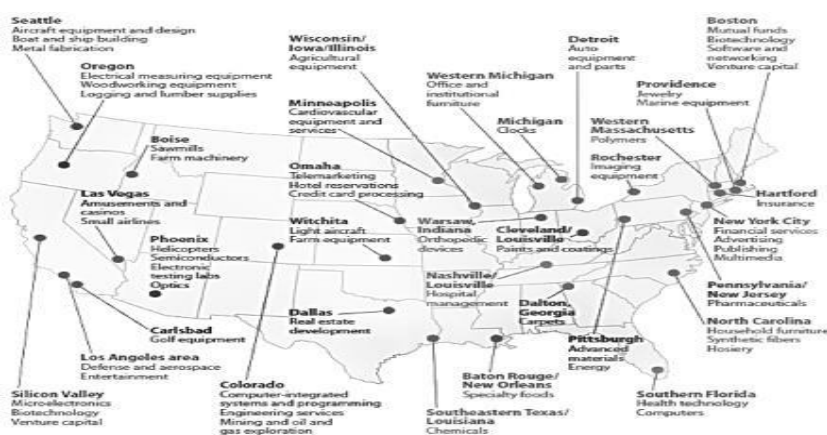 Seattle
Aircraft equipment and design
Boat and ship building
Metal fabrication
Oregon
Electrical measuring equipment
Woodworking equipment
Logging and lumber supplies
Boise
Sawmills
Farm machinery
Las Vegas
Amusements and
casinos
Small airlines
Phoenix
Helicopters
Semiconductors
Electronic
testing labs
Optics
Carlsbad
Golf equipment
Los Angeles area
Defense and aerospace
Entertainment
Silicon Valley
Microelectronics
Biotechnology
Venture capital
Colorado
Computer-integrated
systems and programming
Engineering services
Mining and oil and
gas exploration
Wisconsin/
Iowa/Illinois
Agricultural
equipment
Minneapolis
Cardiovascular
equipment and
services
Omaha
Telemarketing
Hotel reservations
Credit card processing
Witchita
Light aircraft
Farm equipment
Dallas
Real estate
development
Western Michigan
Office and
institutional
furniture
Michigan
Clocks
Warsaw,
Indiana
Orthopedic
devices
Cleveland/
Louisville
Paints and coatings
Nashville/
Louisville
Hospital
management
Dalton,
Georgia
Carpets
Baton Rouge/
New Orleans
Specialty foods
Southeastern Texas/
Louisiana
Chemicals
Detroit
Auto
equipment
and parts
Boston
Mutual funds
Biotechnology
Software and
networking
Venture capital
Providence
Jewelry
Marine equipment
Western
Massachusetts
Polymers
Rochester
Imaging
equipment
Hartford
Insurance
New York City
Financial services
Advertising
Publishing
Multimedia
Pennsylvania/
New Jersey
Pharmaceuticals
North Carolina
Household furniture
Synthetic fibers
Hosiery
Pittsburgh
Advanced
materials
Energy
Southern Florida
Health technology
Computers